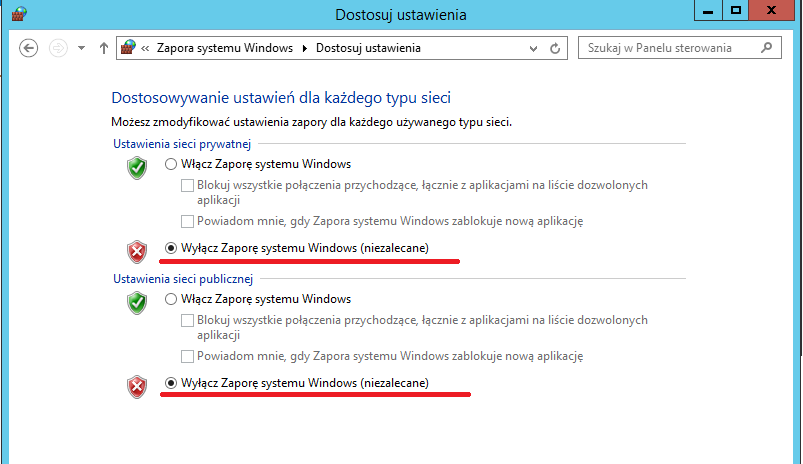 Dostosuj ustawienia
« Zapora systemu Windows ▸ Dostosuj ustawienia
Szukaj w Panelu sterowania
Dostosowywanie ustawień dla każdego typu sieci
Możesz zmodyfikować ustawienia zapory dla każdego używanego typu sieci.
Ustawienia sieci prywatnej
Włącz Zaporę systemu Windows
Blokuj wszystkie połączenia przychodzące, łącznie z aplikacjami na liście dozwolonych
aplikacji
Powiadom mnie, gdy Zapora systemu Windows zablokuje nową aplikację
Wyłącz Zaporę systemu Windows (niezalecane)
Ustawienia sieci publicznej
Włącz Zaporę systemu Windows
Blokuj wszystkie połączenia przychodzące, łącznie z aplikacjami na liście dozwolonych
aplikacji
Powiadom mnie, gdy Zapora systemu Windows zablokuje nową aplikację
Wyłącz Zaporę systemu Windows (niezalecane)